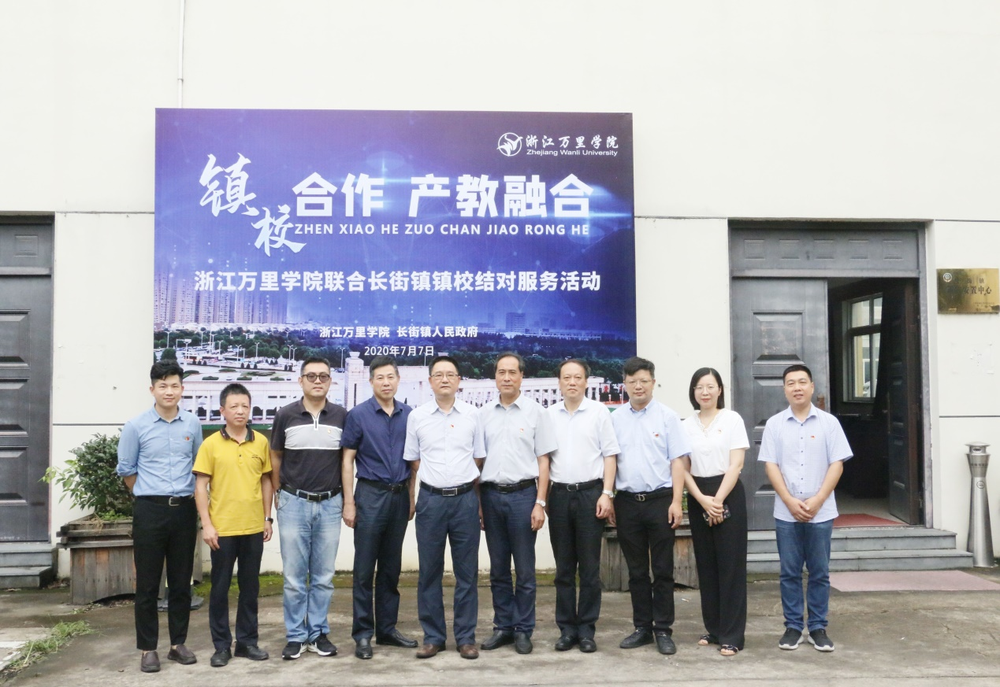 浙江万里学院
Zhejiang Wanli University
镇校合作 产教融合
ZHEN XIAO HE ZUO CHAN JIAO RONG HE
浙江万里学院联合长街镇镇校结对服务活动
浙江万里学院 长街镇人民政府
2020年7月7日
置中心